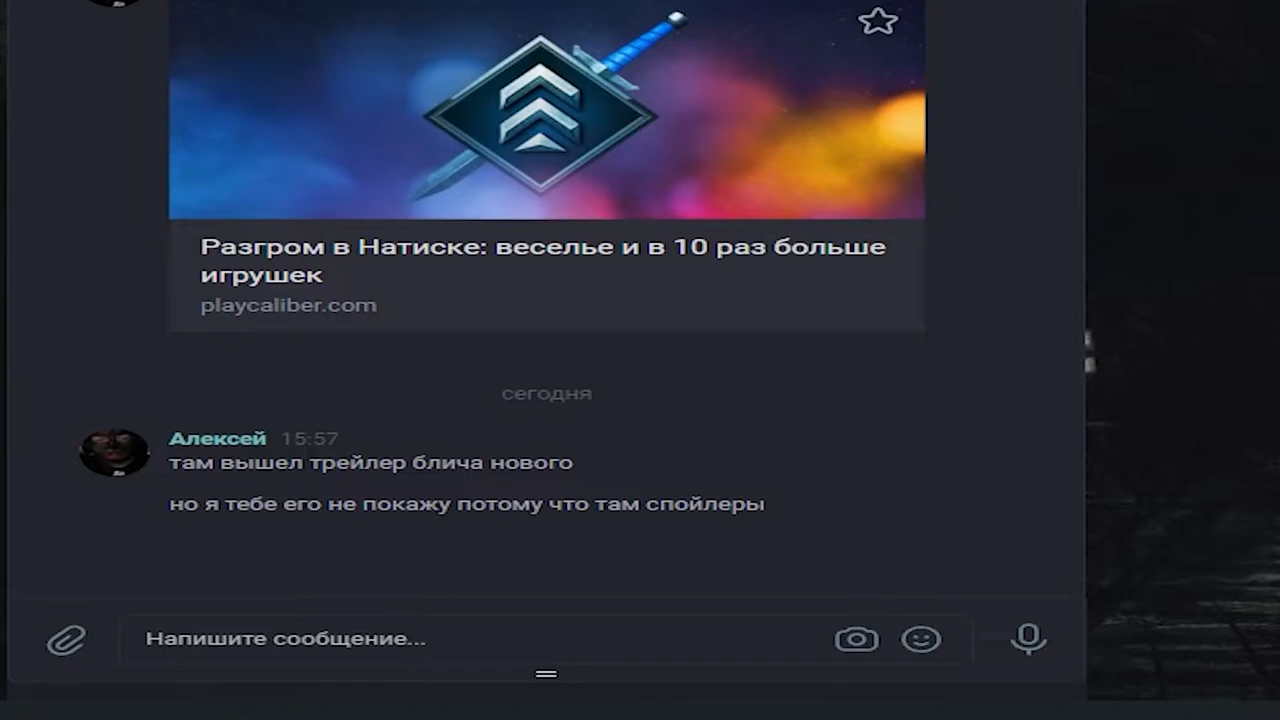 Разгром в Натиске: веселье и в 10 раз больше
игрушек
playcaliber.com
сегодня
Алексей 15:57
там вышел трейлер блича нового
но я тебе его не покажу потому что там спойлеры
Напишите сообщение...